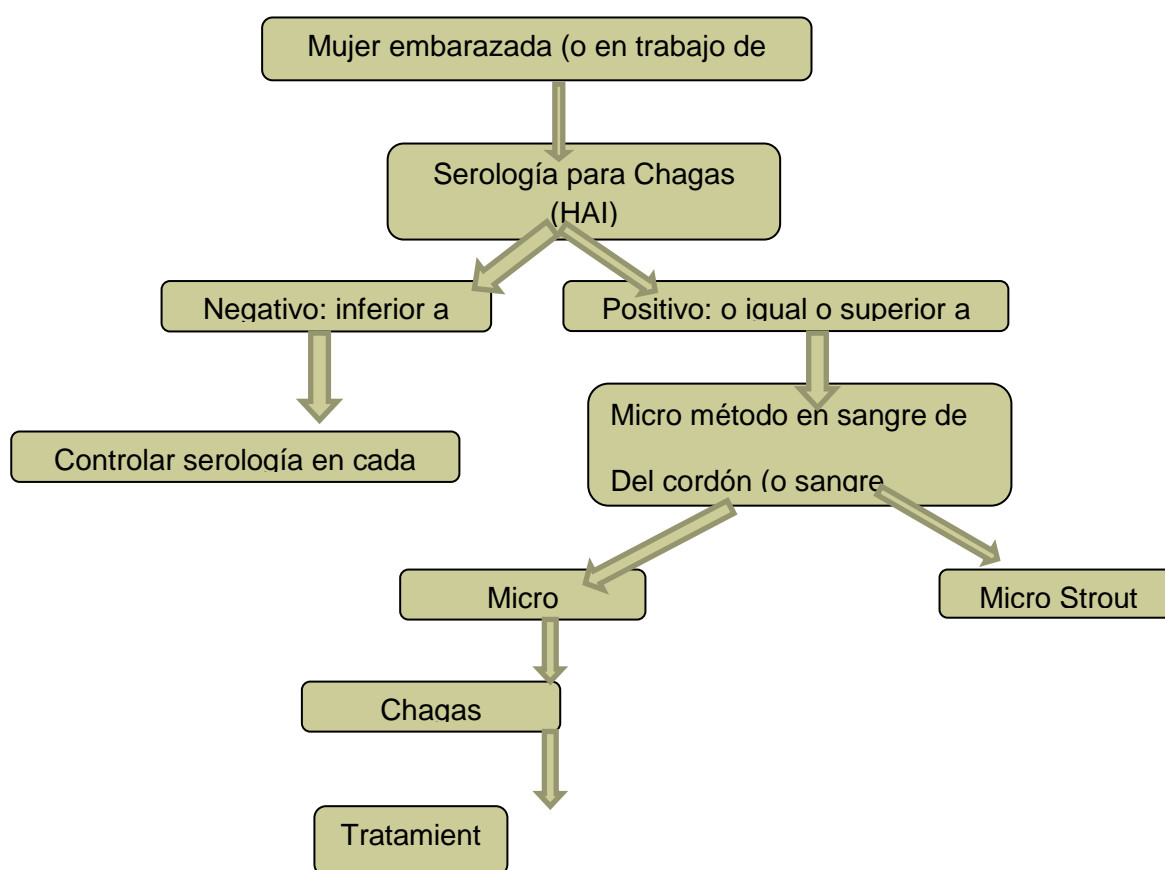 Mujer embarazada (o en trabajo de
Serología para Chagas
(HAI)
Negativo: inferior a
Positivo: o igual o superior a
Controlar serología en cada
Micro método en sangre de
Del cordón (o sangre
Micro
Micro Strout
Chagas
Tratamient